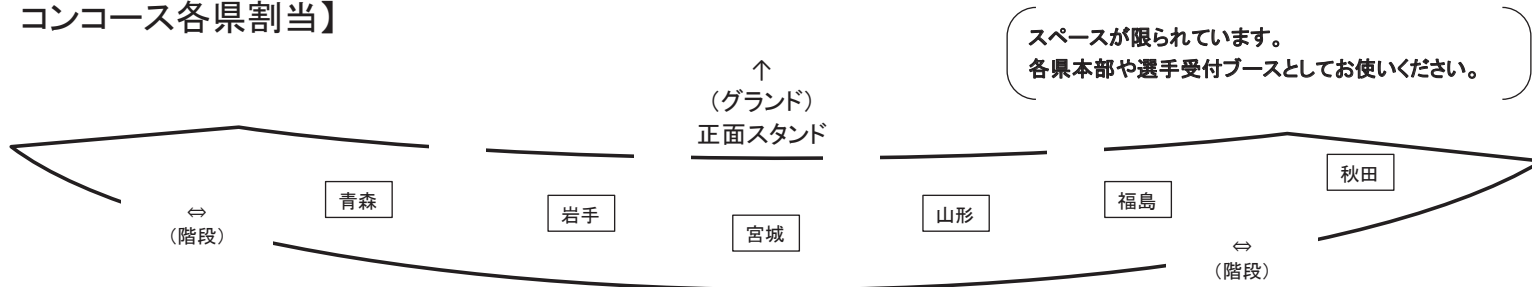 コンコース各県割当】
スペースが限られています。
各県本部や選手受付ブースとしてお使いください。
↑
（グランド）
正面スタンド
秋田
青森
岩手
宮城
山形
福島
⇔
（階段）
⇔
（階段）